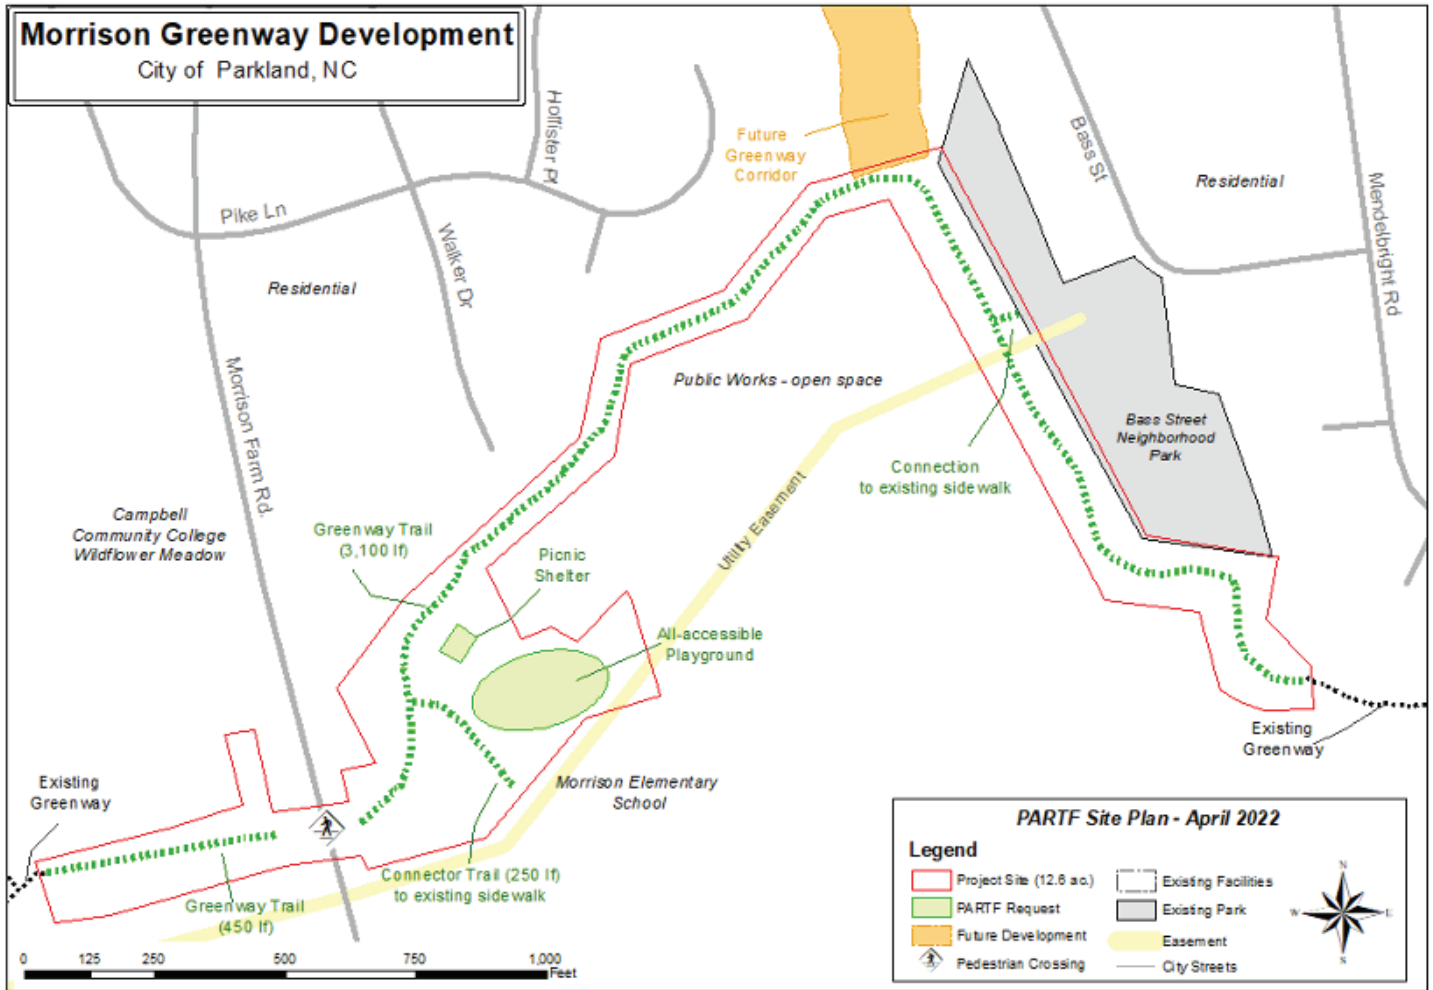 Morrison Greenway Development
City of Parkland, NC
Future
Greenway
Corridor
Hollister Pl
Bass St
Residential
Mendelbright Rd
Pike Ln
Walker Dr
Residential
Morrison Farm Rd.
Public Works - open space
Bass Street
Neighborhood
Park
Connection
to existing sidewalk
Utility Easement
Campbell
Community College
Wildflower Meadow
Greenway Trail
(3,100 lf)
Picnic
Shelter
All-accessible
Playground
Existing
Greenway
Existing
Greenway
Morrison Elementary
School
Connector Trail (250 lf)
to existing sidewalk
Greenway Trail
(450 lf)
0 125 250 500 750 1,000
Feet
PARTF Site Plan - April 2022
Legend
Project Site (12.6 ac.)
PARTF Request
Future Development
Pedestrian Crossing
Existing Facilities
Existing Park
Easement
City Streets
N
W E
S